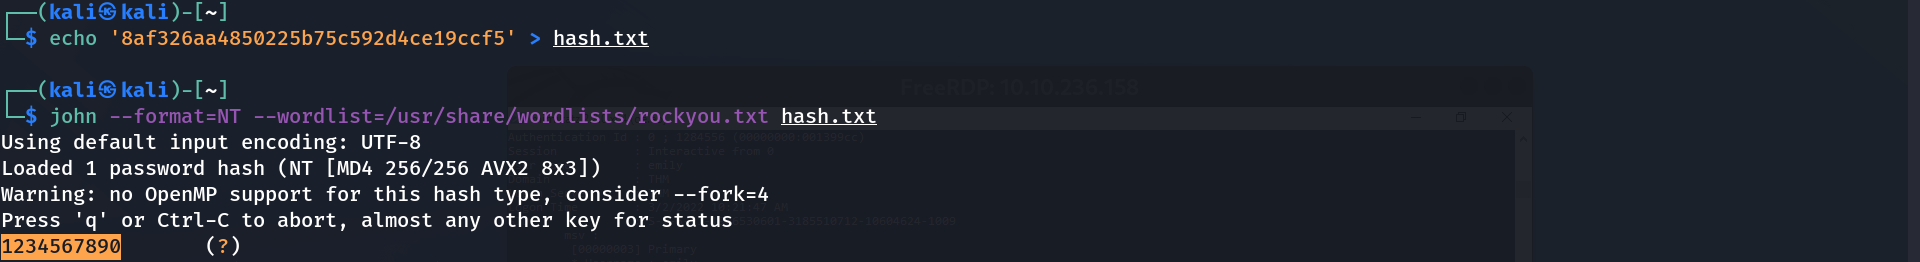 ┌──(kali㉿kali)-[~]
└─$ echo '8af326aa4850225b75c592d4ce19ccf5' > hash.txt
┌──(kali㉿kali)-[~]
└─$ john --format=NT --wordlist=/usr/share/wordlists/rockyou.txt hash.txt
FreeRDP: 10.10.236.158
Using default input encoding: UTF-8
Loaded 1 password hash (NT [MD4 256/256 AVX2 8x3])
Warning: no OpenMP support for this hash type, consider --fork=4
Press 'q' or Ctrl-C to abort, almost any other key for status
1234567890       (?)